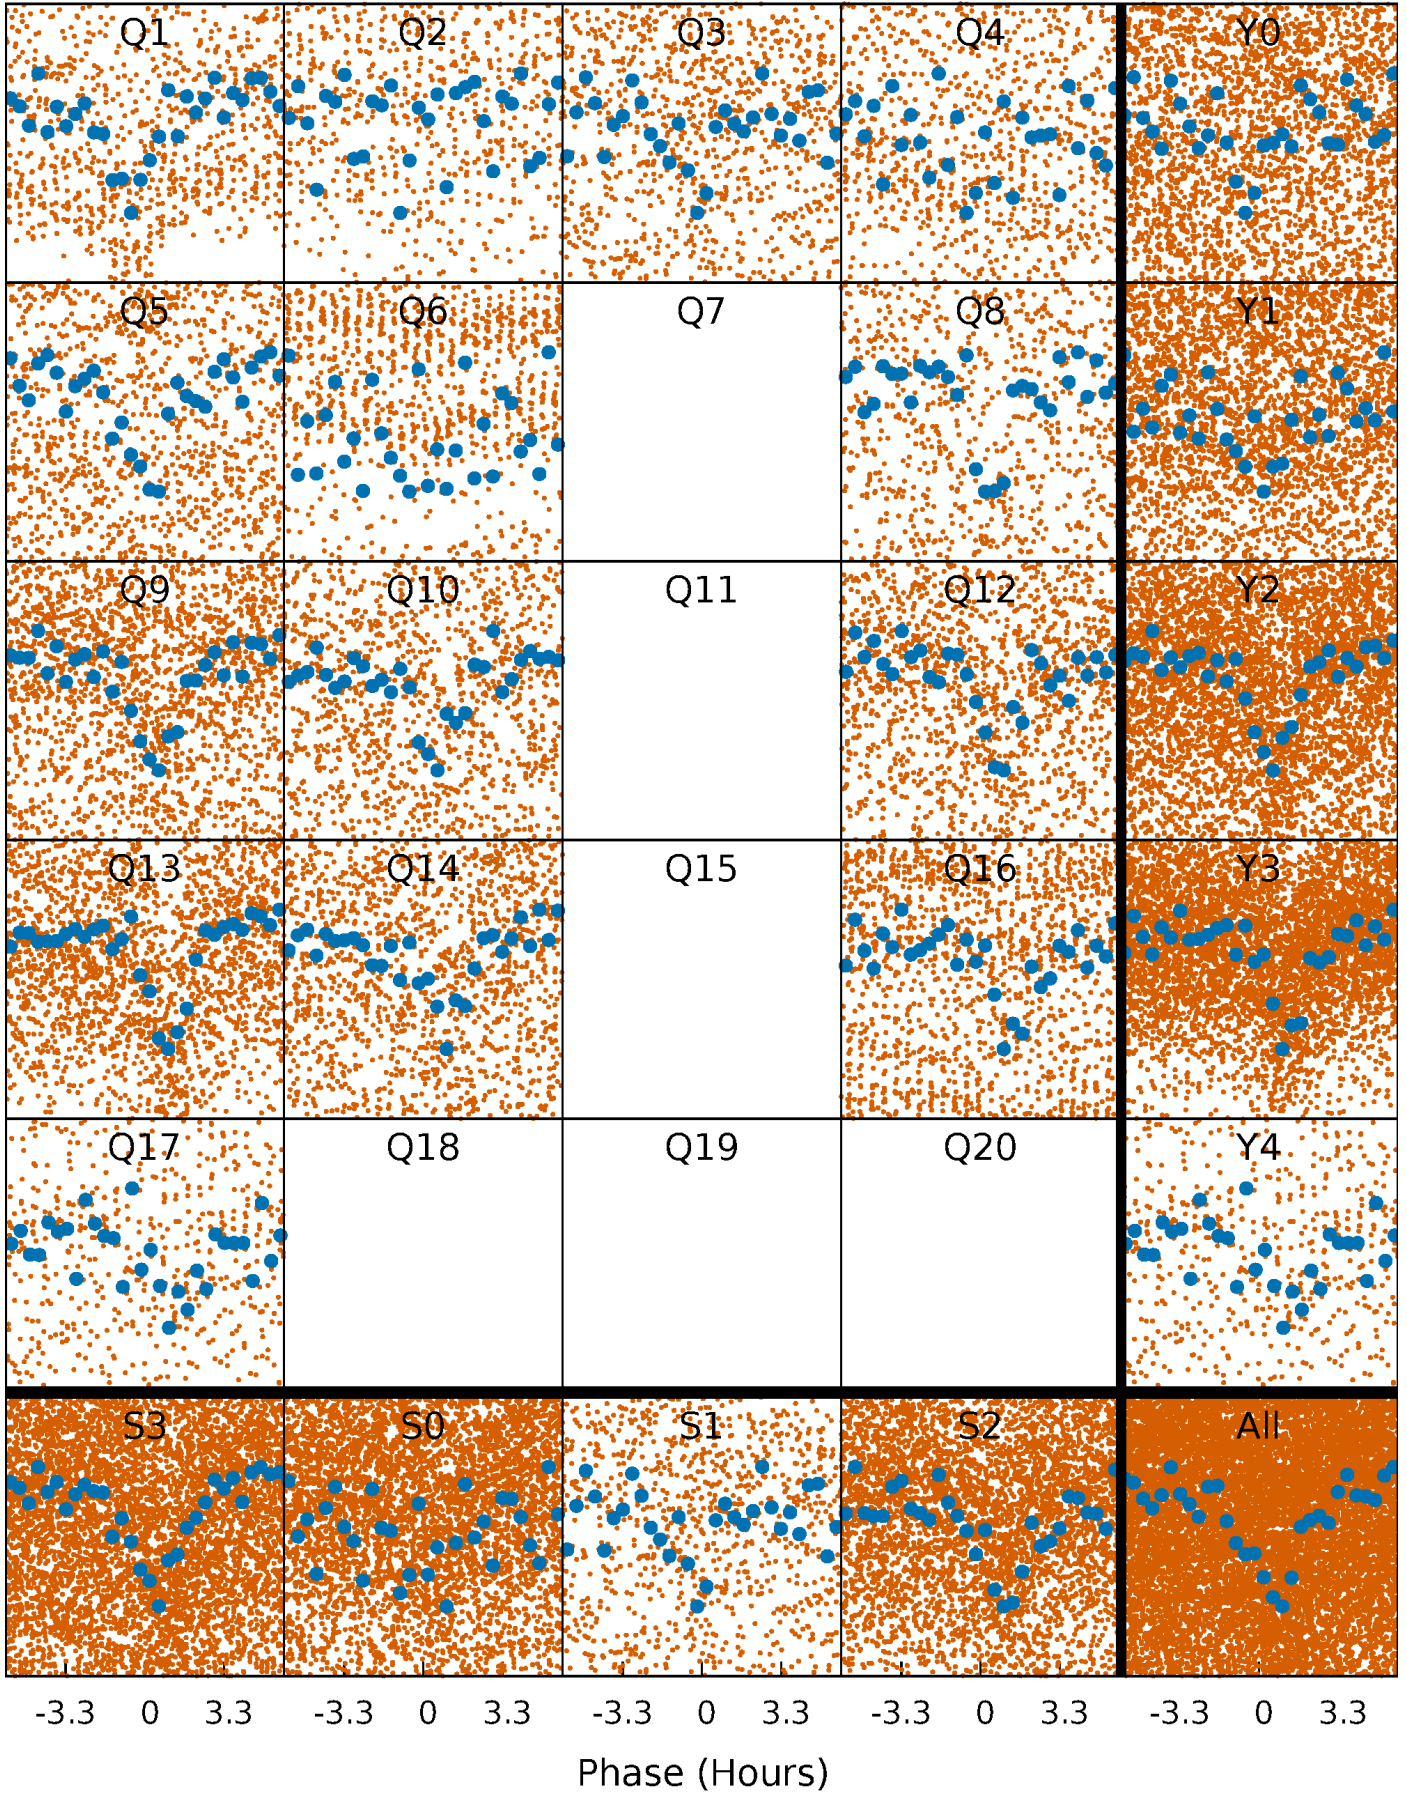 Q1 Q2 Q3 Q4 Y0
Q5 Q6 Q7 Q8 Y1
Q9 Q10 Q11 Q12 Y2
Q13 Q14 Q15 Q16 Y3
Q17 Q18 Q19 Q20 Y4
S3 S0 S1 S2 All
-3.3 0 3.3 -3.3 0 3.3 -3.3 0 3.3 -3.3 0 3.3 -3.3 0 3.3
Phase (Hours)